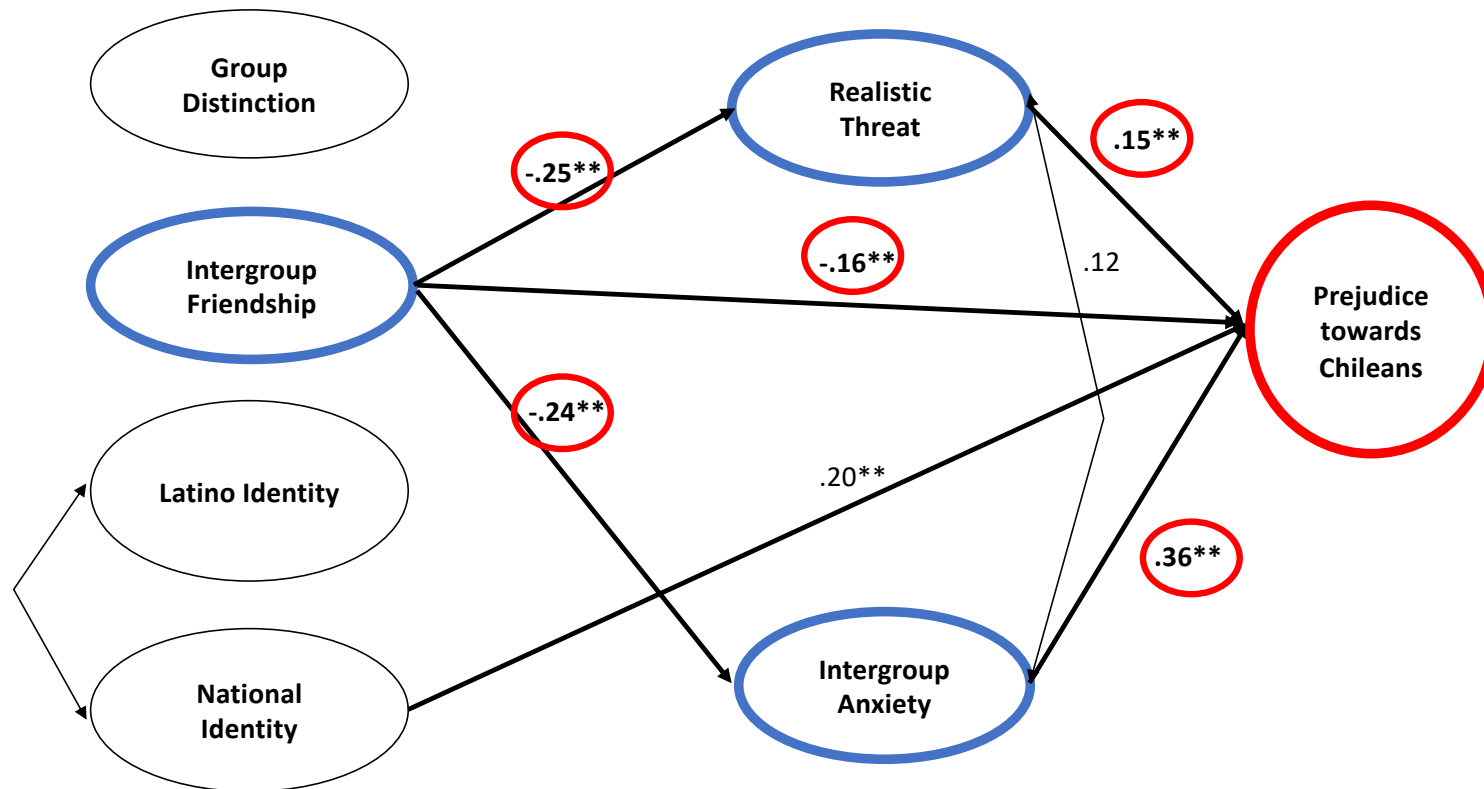 Group
Distinction
Realistic
Threat
-.25**
.15**
Intergroup
Friendship
-.16**
.12
Prejudice
towards
Chileans
-.24**
Latino Identity
.20**
.36**
National
Identity
Intergroup
Anxiety